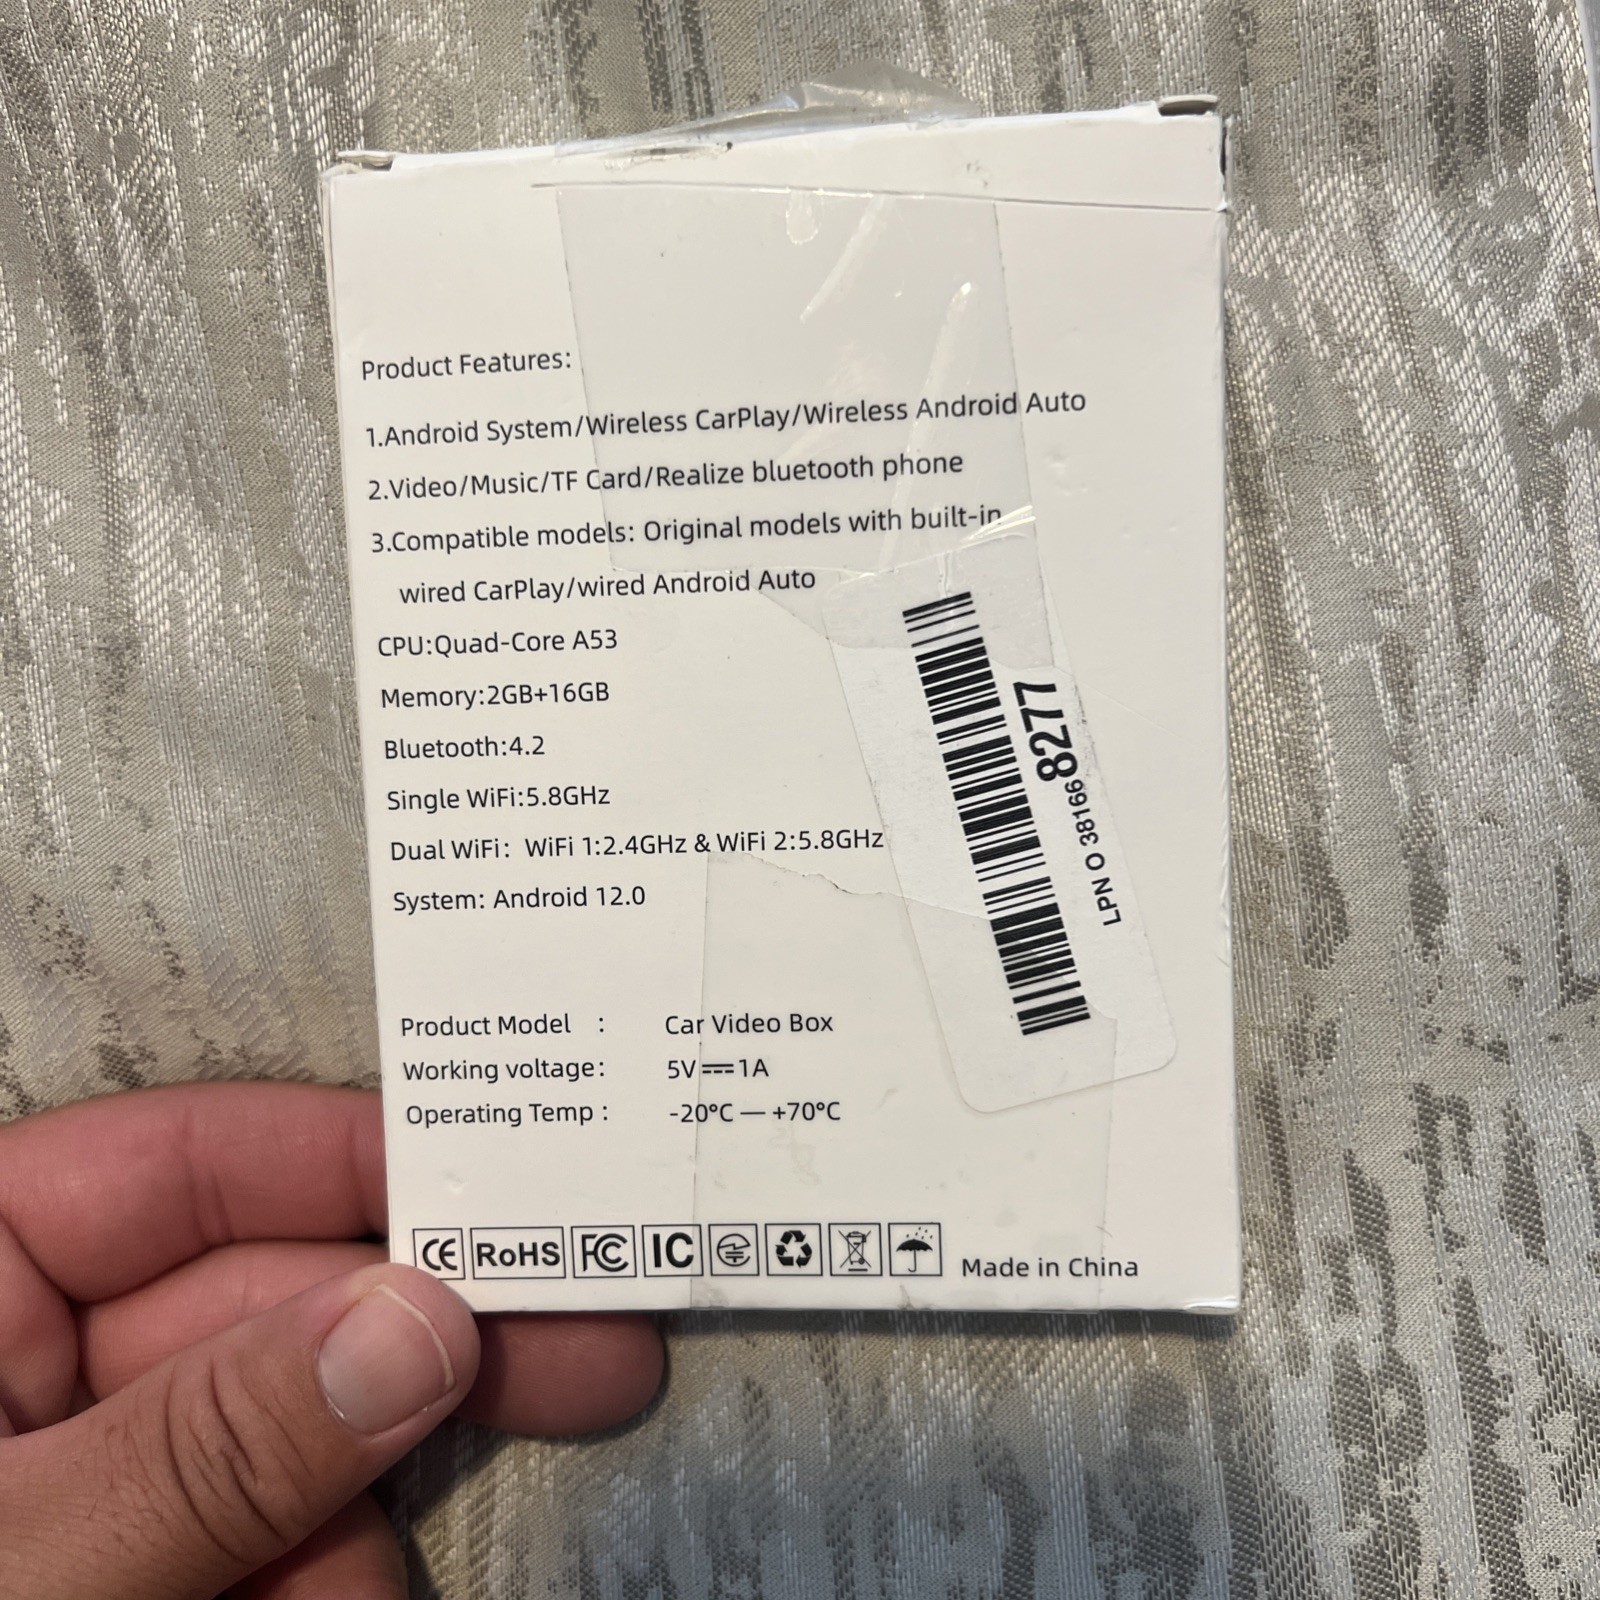 Product Features:
1.Android System/Wireless CarPlay/Wireless Android Auto
2.Video/Music/TF Card/Realize bluetooth phone
3.Compatible models: Original models with built-in
wired CarPlay/wired Android Auto
CPU:Quad-Core A53
Memory:2GB+16GB
Bluetooth:4.2
Single WiFi:5.8GHz
Dual WiFi: WiFi 1:2.4GHz & WiFi 2:5.8GHz
System: Android 12.0
LPN O 381668277
Product Model : Car Video Box
Working voltage: 5V⎓1A
Operating Temp : -20°C — +70°C
CE RoHS FC IC Made in China